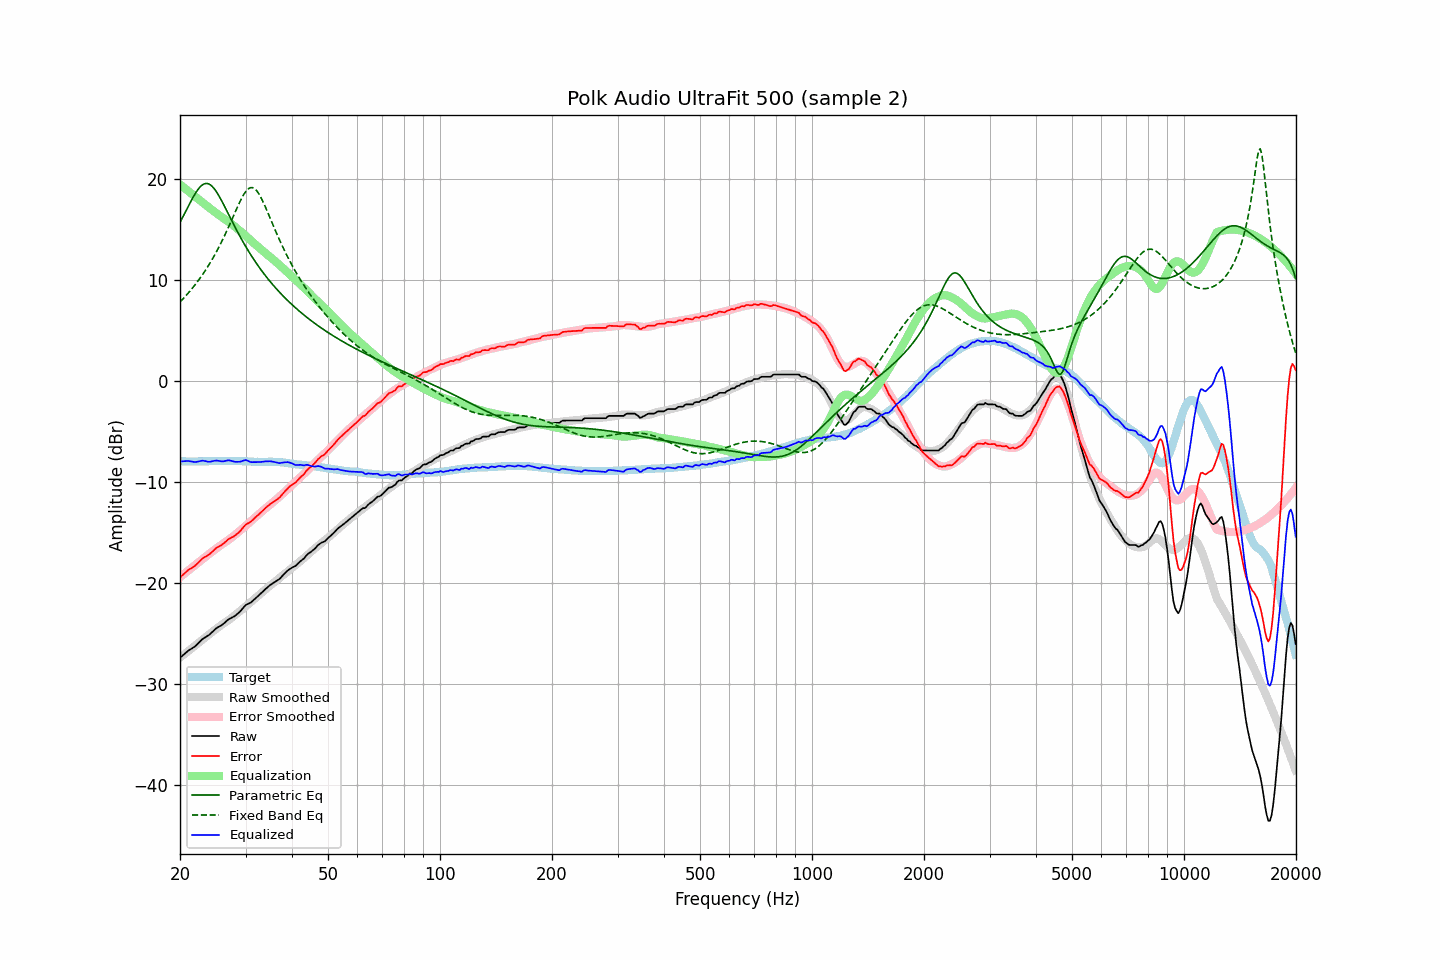 Polk Audio UltraFit 500 (sample 2)
20
10
0
−10
−20
−30
−40
Amplitude (dBr)
Target
Raw Smoothed
Error Smoothed
Raw
Error
Equalization
Parametric Eq
Fixed Band Eq
Equalized
20 50 100 200 500 1000 2000 5000 10000 20000
Frequency (Hz)